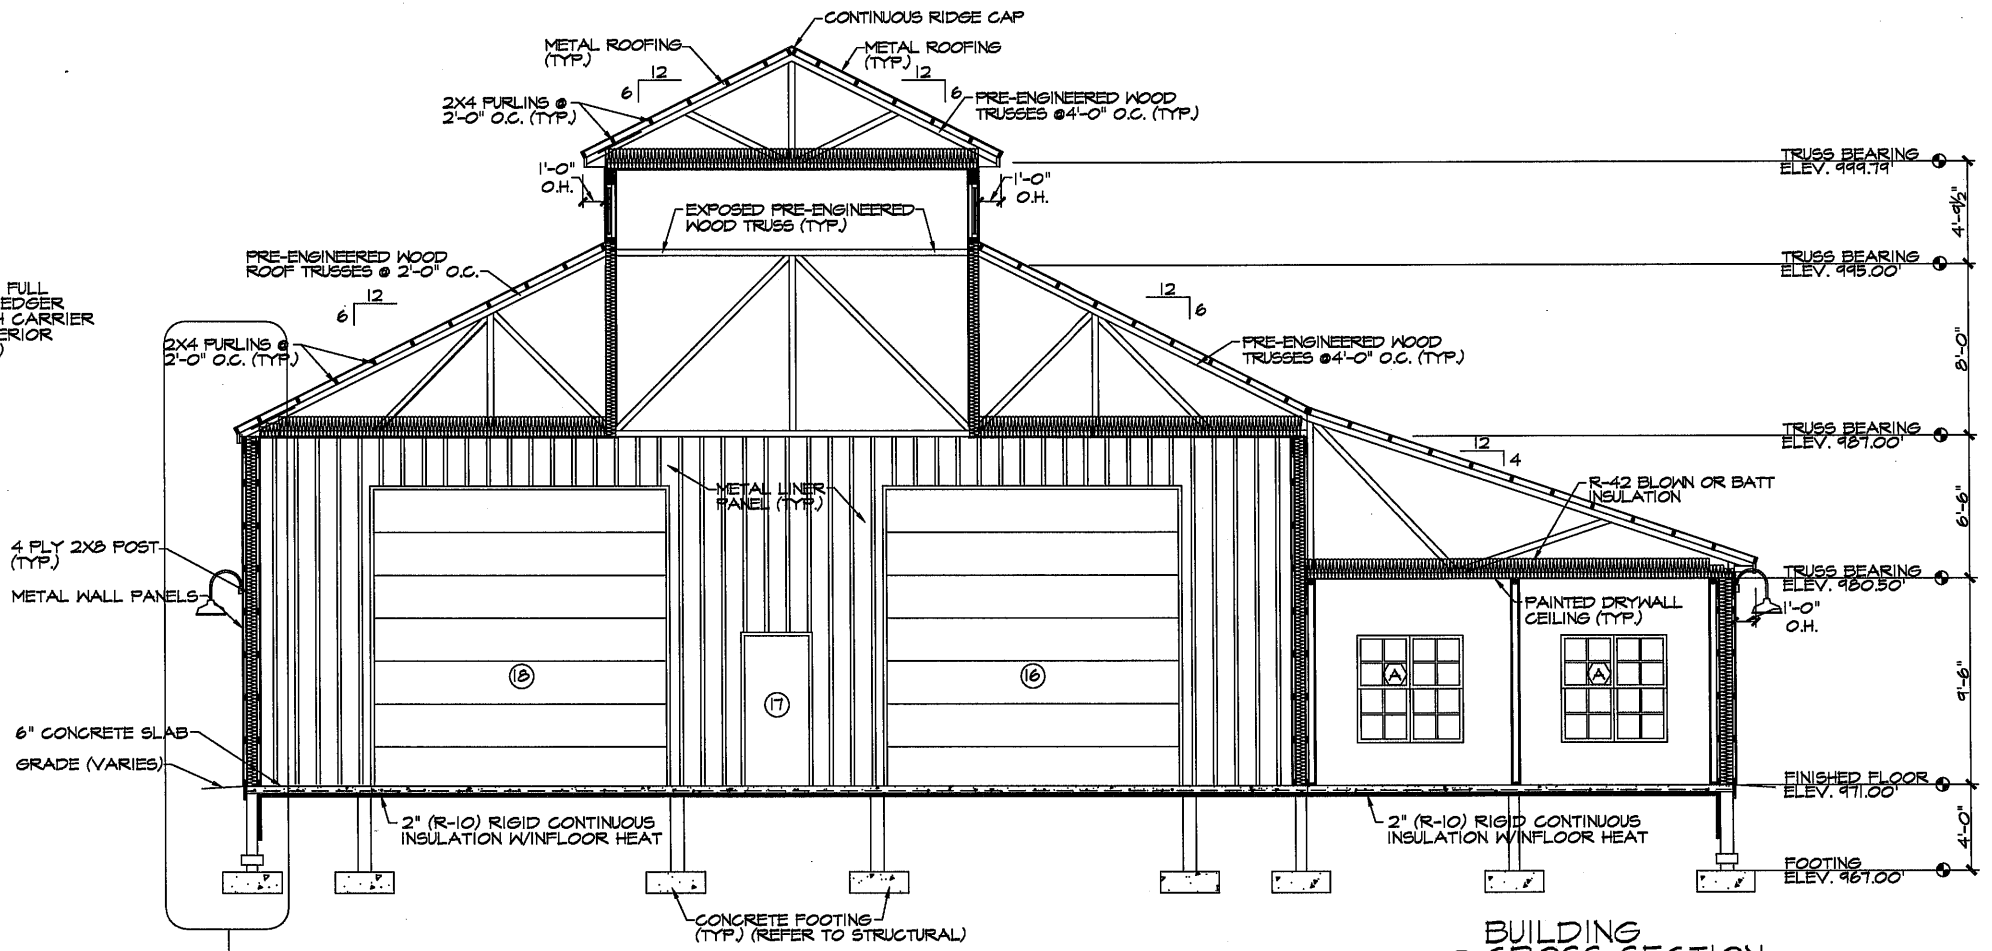 CONTINUOUS RIDGE CAP
METAL ROOFING
(TYP.)
METAL ROOFING
(TYP.)
12
6
12
6
2X4 PURLINS @
2'-0" O.C. (TYP.)
PRE-ENGINEERED WOOD
TRUSSES @4'-0" O.C. (TYP.)
1'-0"
O.H.
1'-0"
O.H.
TRUSS BEARING
ELEV. 999.79'
4'-9½"
EXPOSED PRE-ENGINEERED
WOOD TRUSS (TYP.)
PRE-ENGINEERED WOOD
ROOF TRUSSES @ 2'-0" O.C.
TRUSS BEARING
ELEV. 995.00'
12
6
12
6
FULL
EDGER
H CARRIER
ERIOR
)
2X4 PURLINS @
2'-0" O.C. (TYP.)
PRE-ENGINEERED WOOD
TRUSSES @4'-0" O.C. (TYP.)
8'-0"
TRUSS BEARING
ELEV. 987.00'
12
4
METAL LINER
PANEL (TYP.)
R-42 BLOWN OR BATT
INSULATION
6'-6"
4 PLY 2X8 POST
(TYP.)
METAL WALL PANELS
TRUSS BEARING
ELEV. 980.50'
PAINTED DRYWALL
CEILING (TYP.)
1'-0"
O.H.
18
17
16
A
A
9'-6"
6" CONCRETE SLAB
GRADE (VARIES)
FINISHED FLOOR
ELEV. 971.00'
2" (R-10) RIGID CONTINUOUS
INSULATION W/INFLOOR HEAT
2" (R-10) RIGID CONTINUOUS
INSULATION W/INFLOOR HEAT
4'-0"
FOOTING
ELEV. 967.00'
CONCRETE FOOTING
(TYP.) (REFER TO STRUCTURAL)
BUILDING
CROSS SECTION